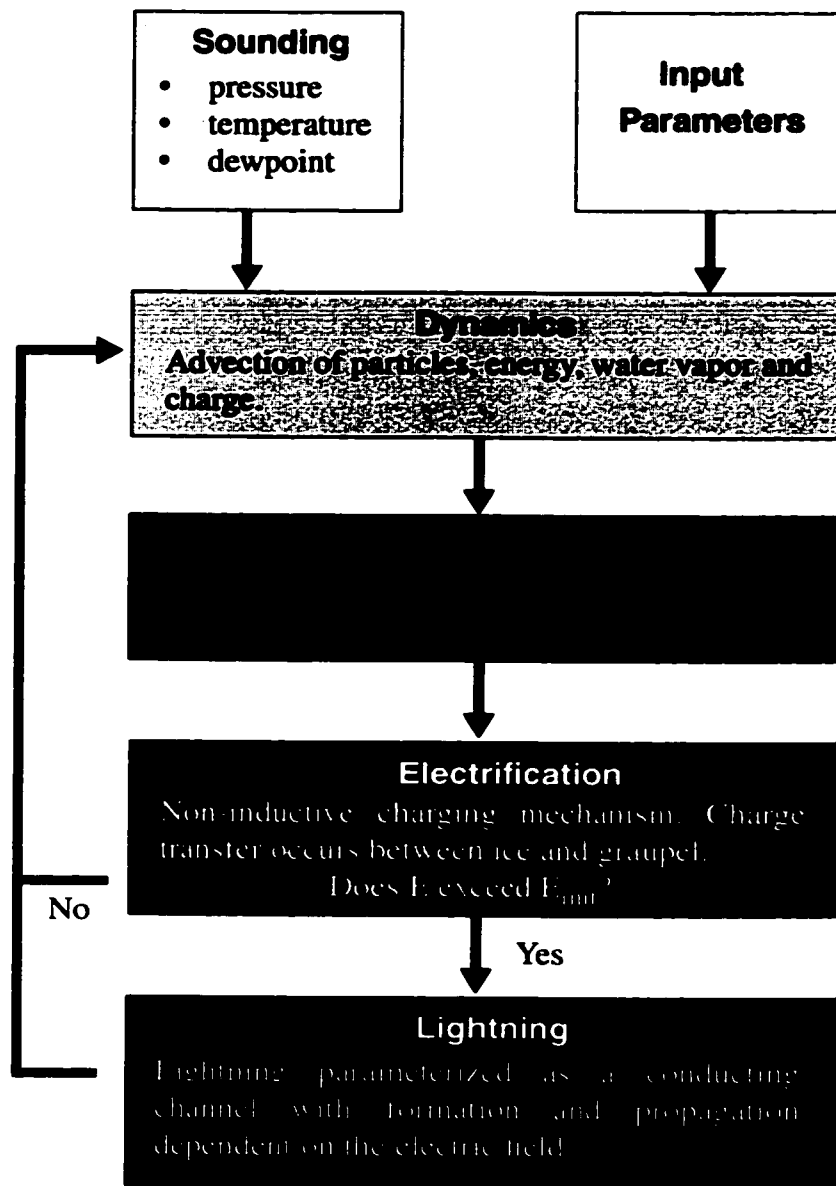 Sounding
• pressure
• temperature
• dewpoint
Input
Parameters
Dynamics
Advection of particles, energy, water vapor and
charge.
Electrification
Non-inductive charging mechanism. Charge
transfer occurs between ice and graupel.
Does E exceed E
No
Yes
Lightning
Lightning parameterized as a conducting
channel with formation and propagation
dependent on the electric field